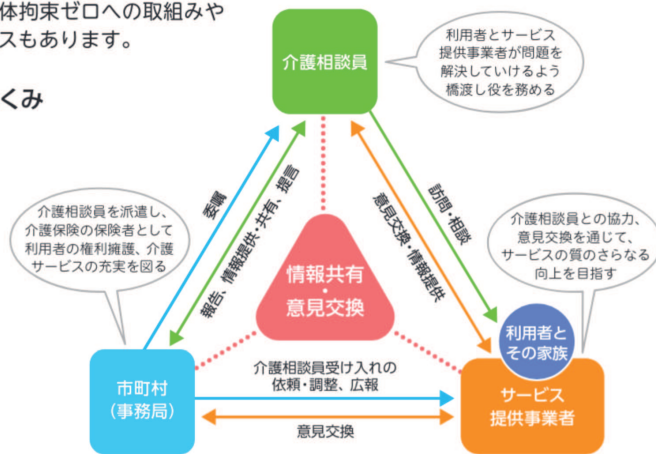 体拘束ゼロへの取組みや
スもあります。
くみ
介護相談員
利用者とサービス
提供事業者が問題を
解決していけるよう
橋渡し役を務める
委嘱
報告、情報提供・共有、提言
訪問・相談
意見交換・情報提供
介護相談員を派遣し、
介護保険の保険者として
利用者の権利擁護、介護
サービスの充実を図る
介護相談員との協力、
意見交換を通じて、
サービスの質のさらなる
向上を目指す
情報共有
・
意見交換
利用者と
その家族
市町村
（事務局）
介護相談員受け入れの
依頼・調整、広報
意見交換
サービス
提供事業者